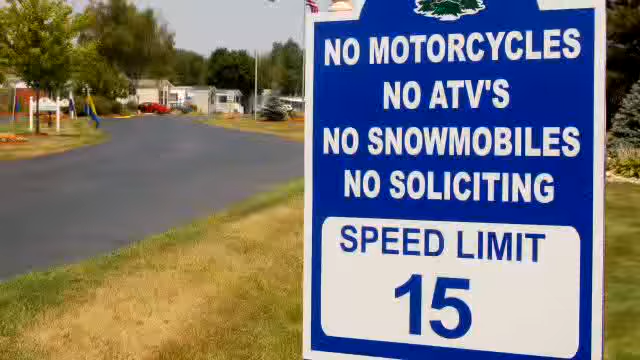 NO MOTORCYCLES
NO ATV'S
NO SNOWMOBILES
NO SOLICITING
SPEED LIMIT
15